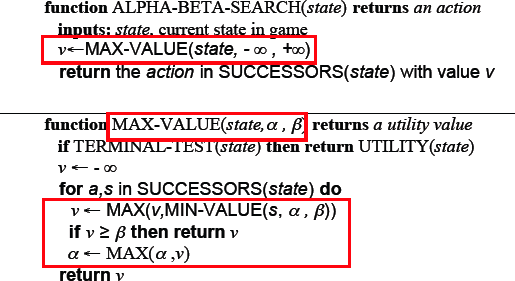 function ALPHA-BETA-SEARCH(state) returns an action
inputs: state, current state in game
v←MAX-VALUE(state, - ∞ , +∞)
return the action in SUCCESSORS(state) with value v
function MAX-VALUE(state,α , β) returns a utility value
if TERMINAL-TEST(state) then return UTILITY(state)
v ← - ∞
for a,s in SUCCESSORS(state) do
v ← MAX(v,MIN-VALUE(s, α , β))
if v ≥ β then return v
α ← MAX(α ,v)
return v